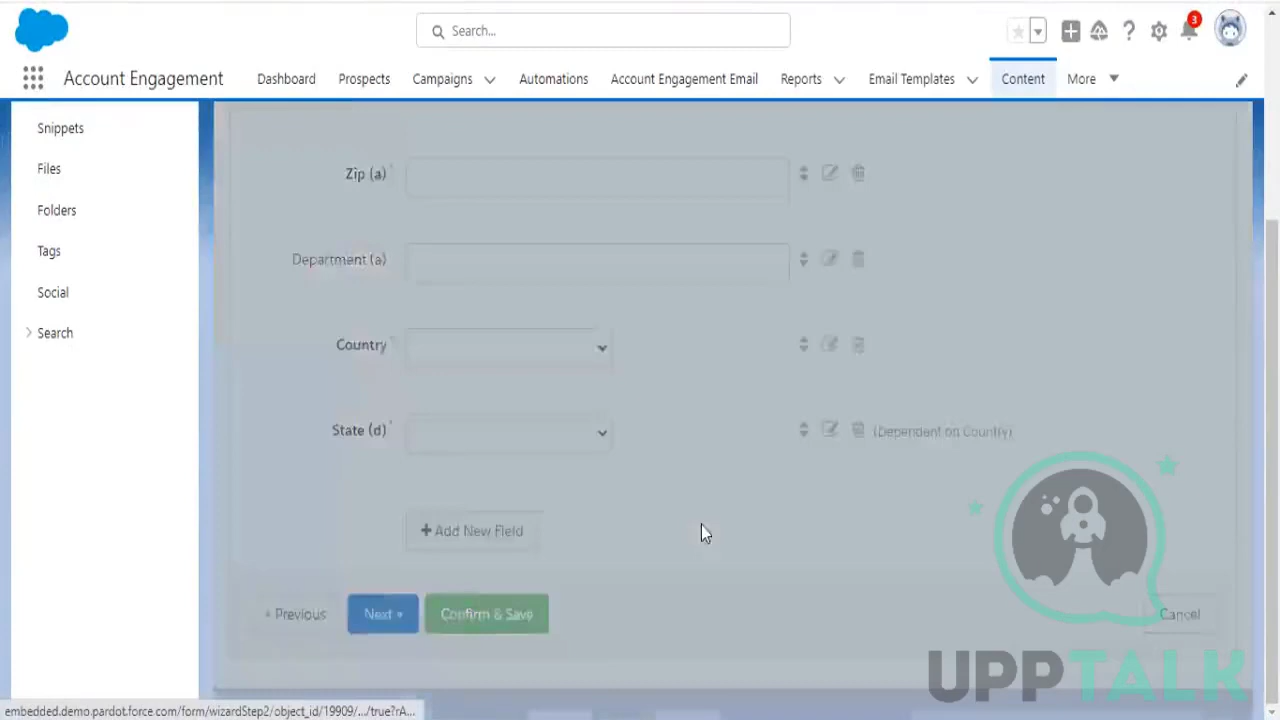 Search...
3
Account Engagement
Dashboard
Prospects
Campaigns
Automations
Account Engagement Email
Reports
Email Templates
Content
More
Snippets
Files
Folders
Tags
Social
Search
Zip (a)*
Department (a)
Country*
State (d)*
(Dependent on Country)
+ Add New Field
« Previous
Next »
Confirm & Save
Cancel
UPPTALK
embedded.demo.pardot.force.com/form/wizardStep2/object_id/19909/.../true?rA...